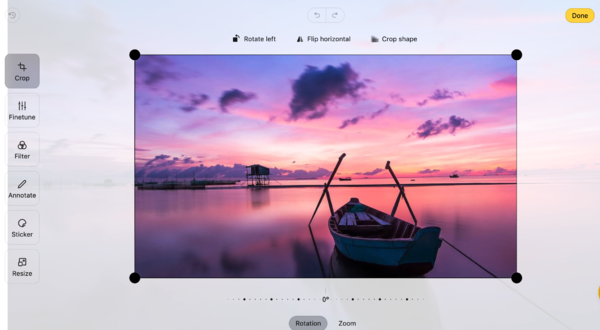 Done
Rotate left
Flip horizontal
Crop shape
Crop
Finetune
Filter
Annotate
Sticker
Resize
0°
Rotation
Zoom